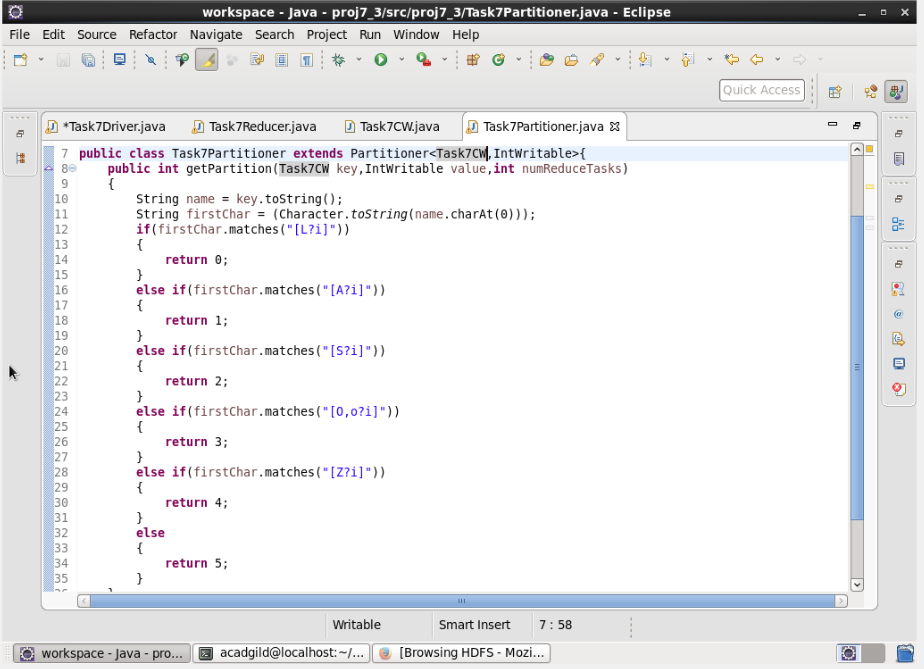 workspace - Java - proj7_3/src/proj7_3/Task7Partitioner.java - Eclipse
File Edit Source Refactor Navigate Search Project Run Window Help
Quick Access
*Task7Driver.java Task7Reducer.java Task7CW.java Task7Partitioner.java
7 public class Task7Partitioner extends Partitioner<Task7CW,IntWritable>{
8 public int getPartition(Task7CW key,IntWritable value,int numReduceTasks)
9 {
10 String name = key.toString();
11 String firstChar = (Character.toString(name.charAt(0)));
12 if(firstChar.matches("[L?i]"))
13 {
14 return 0;
15 }
16 else if(firstChar.matches("[A?i]"))
17 {
18 return 1;
19 }
20 else if(firstChar.matches("[S?i]"))
21 {
22 return 2;
23 }
24 else if(firstChar.matches("[O,o?i]"))
25 {
26 return 3;
27 }
28 else if(firstChar.matches("[Z?i]"))
29 {
30 return 4;
31 }
32 else
33 {
34 return 5;
35 }
Writable Smart Insert 7 : 58
workspace - Java - pro... acadgild@localhost:~/... [Browsing HDFS - Mozi...